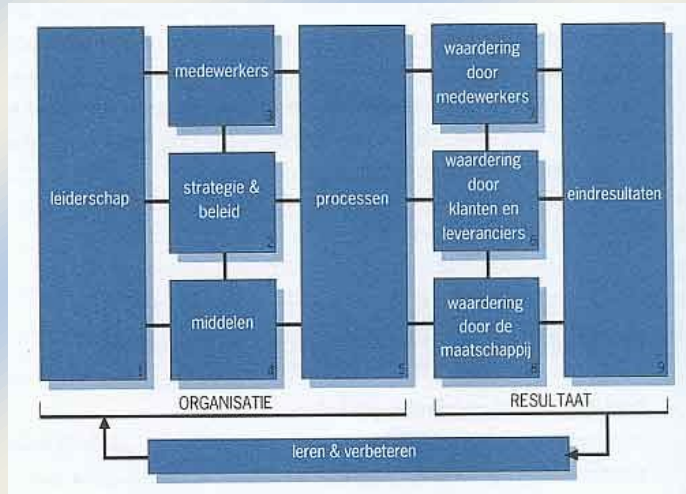 leiderschap
1
medewerkers
3
strategie &
beleid
2
middelen
4
processen
5
waardering
door
medewerkers
7
waardering
door
klanten en
leveranciers
6
waardering
door de
maatschappij
8
eindresultaten
9
ORGANISATIE
RESULTAAT
leren & verbeteren